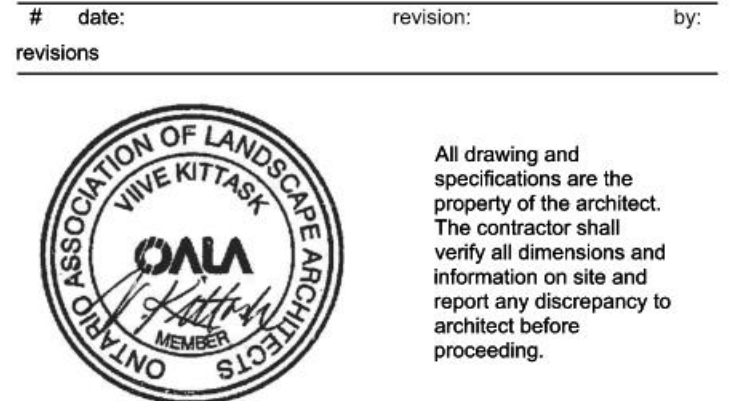 # date: revision: by:
revisions
ONTARIO ASSOCIATION OF LANDSCAPE ARCHITECTS
VIIVE KITTASK
OALA
V. Kittask
MEMBER
All drawing and
specifications are the
property of the architect.
The contractor shall
verify all dimensions and
information on site and
report any discrepancy to
architect before
proceeding.